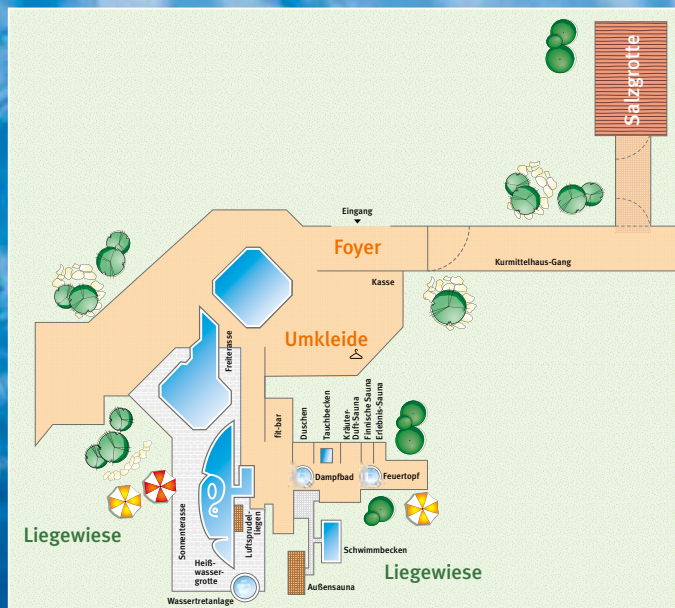 Salzgrotte
Eingang
Foyer
Kurmittelhaus-Gang
Kasse
Umkleide
Freiterasse
fit-bar
Duschen
Tauchbecken
Kräuter-
Duft-Sauna
Finnische Sauna
Erlebnis-Sauna
Dampfbad
Feuertopf
Liegewiese
Sonnenterasse
Luftsprudel-
liegen
Heiß-
wasser-
grotte
Schwimmbecken
Außensauna
Liegewiese
Wassertretanlage